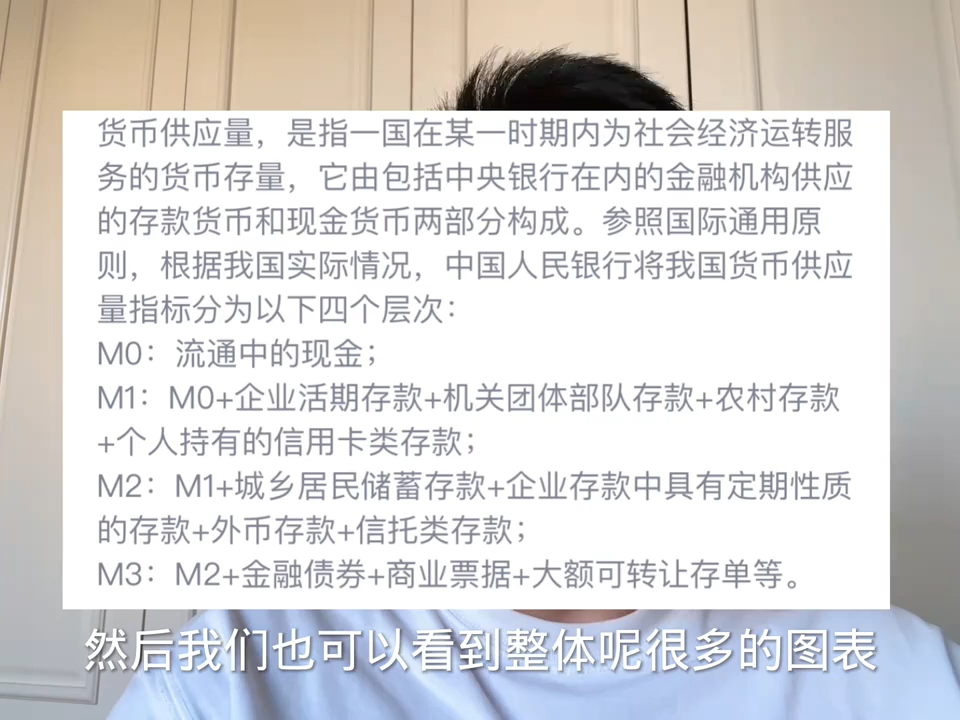 货币供应量，是指一国在某一时期内为社会经济运转服
务的货币存量，它由包括中央银行在内的金融机构供应
的存款货币和现金货币两部分构成。参照国际通用原
则，根据我国实际情况，中国人民银行将我国货币供应
量指标分为以下四个层次：
M0：流通中的现金；
M1：M0+企业活期存款+机关团体部队存款+农村存款
+个人持有的信用卡类存款；
M2：M1+城乡居民储蓄存款+企业存款中具有定期性质
的存款+外币存款+信托类存款；
M3：M2+金融债券+商业票据+大额可转让存单等。
然后我们也可以看到整体呢很多的图表